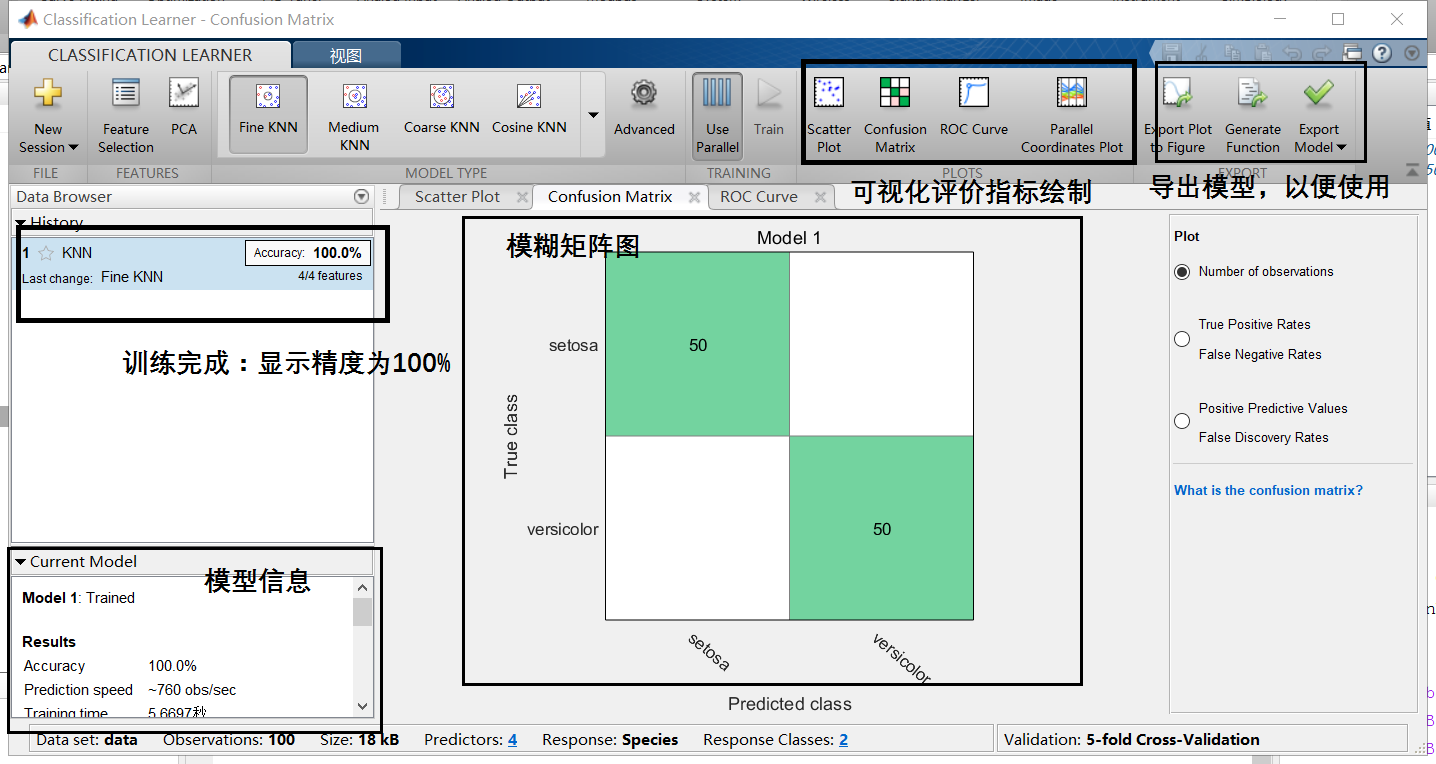 Classification Learner - Confusion Matrix
CLASSIFICATION LEARNER
视图
New
Session
Feature
Selection
PCA
Fine KNN
Medium
KNN
Coarse KNN
Cosine KNN
Advanced
Use
Parallel
Train
Scatter
Plot
Confusion
Matrix
ROC Curve
Parallel
Coordinates Plot
Export Plot
to Figure
Generate
Function
Export
Model
FILE
FEATURES
MODEL TYPE
TRAINING
PLOTS
EXPORT
可视化评价指标绘制
导出模型，以便使用
Data Browser
Scatter Plot
Confusion Matrix
ROC Curve
History
1 KNN
Accuracy: 100.0%
Last change: Fine KNN
4/4 features
训练完成：显示精度为100%
模糊矩阵图
Model 1
setosa
50
True class
versicolor
50
setosa
versicolor
Predicted class
Plot
Number of observations
True Positive Rates
False Negative Rates
Positive Predictive Values
False Discovery Rates
What is the confusion matrix?
Current Model
模型信息
Model 1: Trained
Results
Accuracy 100.0%
Prediction speed ~760 obs/sec
Training time 5.6697秒
Data set: data Observations: 100 Size: 18 kB Predictors: 4 Response: Species Response Classes: 2
Validation: 5-fold Cross-Validation